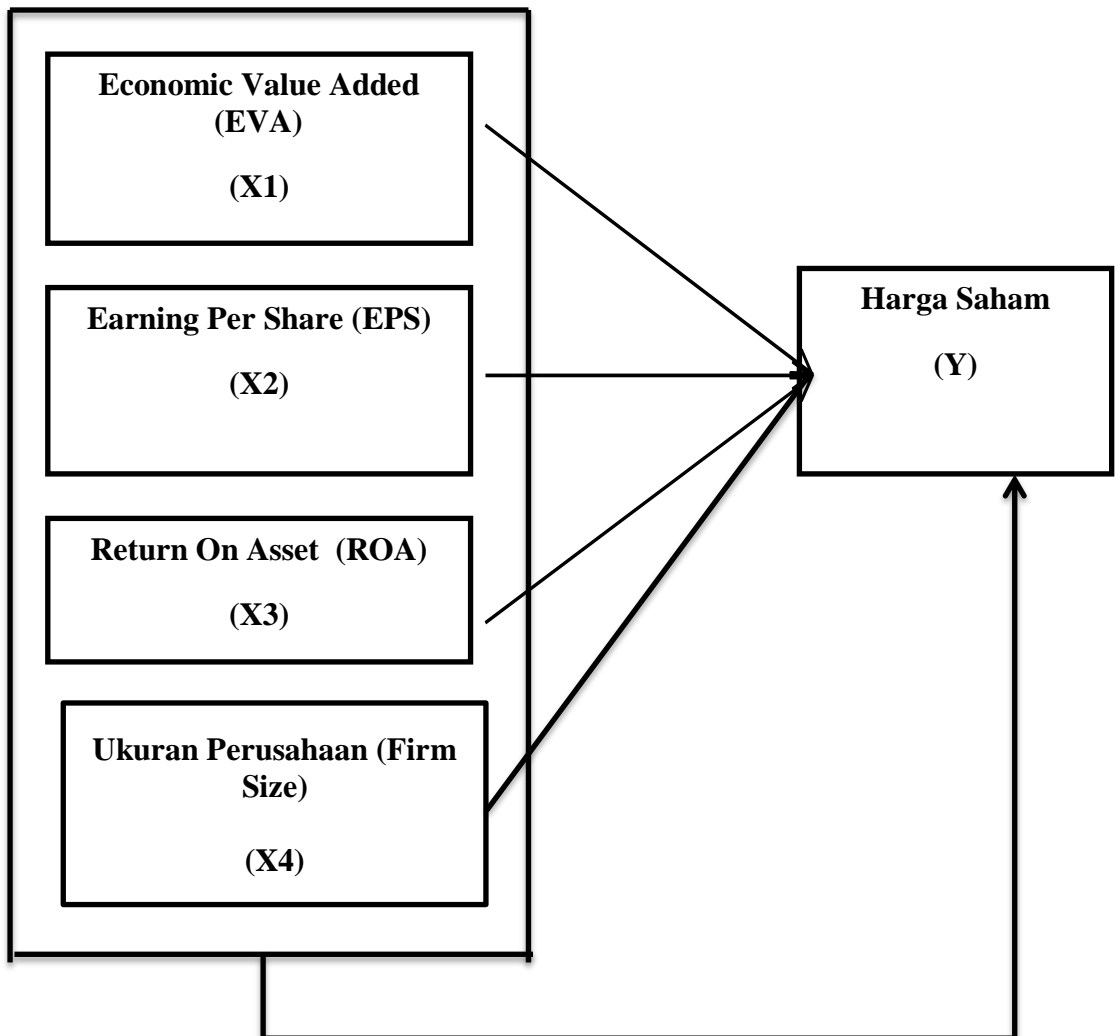 Economic Value Added
(EVA)
(X1)
Earning Per Share (EPS)
(X2)
Return On Asset (ROA)
(X3)
Ukuran Perusahaan (Firm
Size)
(X4)
Harga Saham
(Y)